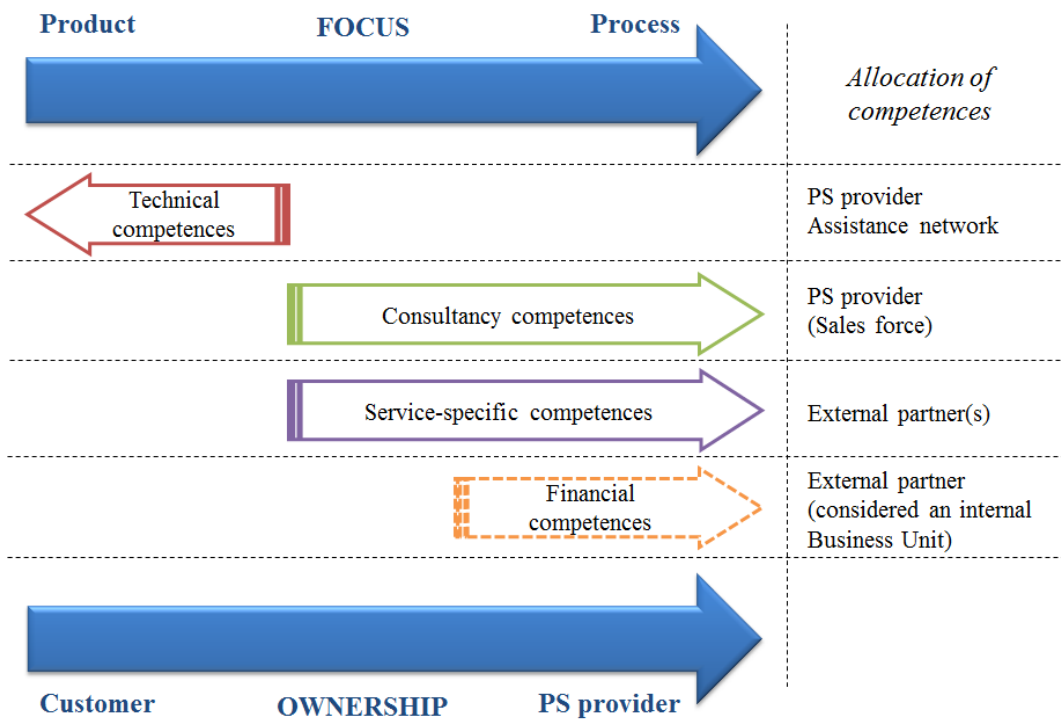 Product FOCUS Process
Allocation of
competences
Technical
competences
PS provider
Assistance network
Consultancy competences
PS provider
(Sales force)
Service-specific competences
External partner(s)
Financial
competences
External partner
(considered an internal
Business Unit)
Customer OWNERSHIP PS provider